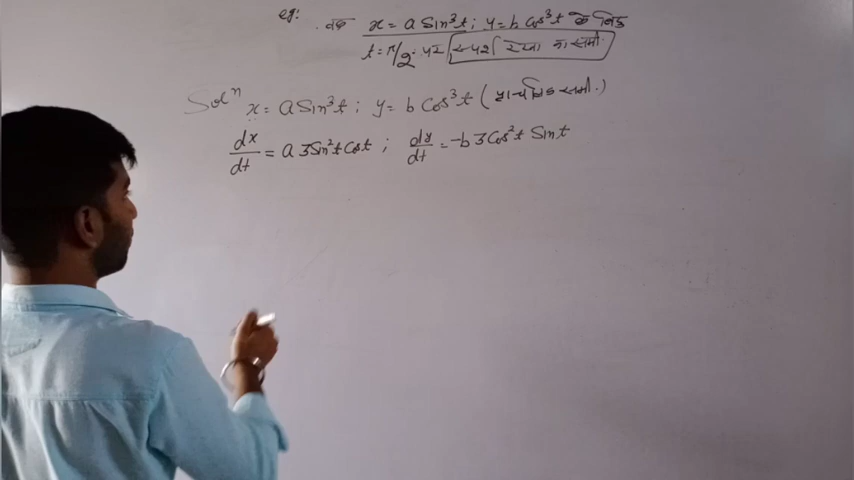 eg: वक्र x = a Sin³t ; y = b Cos³t के बिन्दु
t = π/2 पर स्पर्श रेखा का समी.
Solⁿ x = a Sin³t ; y = b Cos³t ( प्राचलिक समी. )
dx/dt = a 3Sin²t Cost ; dy/dt = -b 3Cos²t Sint